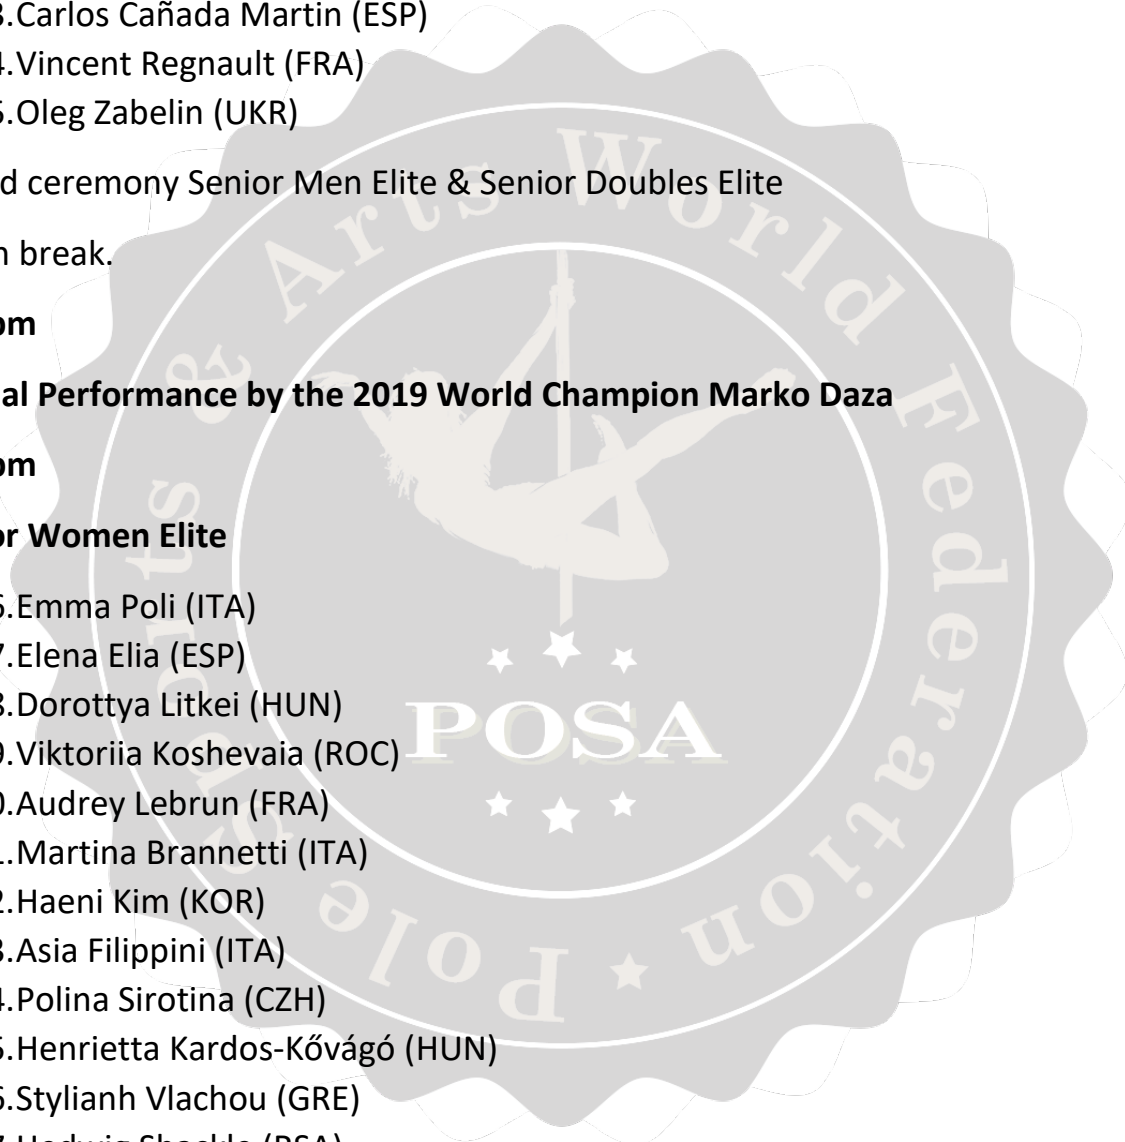 3.Carlos Cañada Martin (ESP)
4.Vincent Regnault (FRA)
5.Oleg Zabelin (UKR)
d ceremony Senior Men Elite & Senior Doubles Elite
break.
pm
al Performance by the 2019 World Champion Marko Daza
pm
or Women Elite
6.Emma Poli (ITA)
7.Elena Elia (ESP)
8.Dorottya Litkei (HUN)
9.Viktoriia Koshevaia (ROC)
0.Audrey Lebrun (FRA)
1.Martina Brannetti (ITA)
2.Haeni Kim (KOR)
3.Asia Filippini (ITA)
4.Polina Sirotina (CZH)
5.Henrietta Kardos-Kővágó (HUN)
6.Stylianh Vlachou (GRE)
Pole Sports & Arts World Federation
POSA